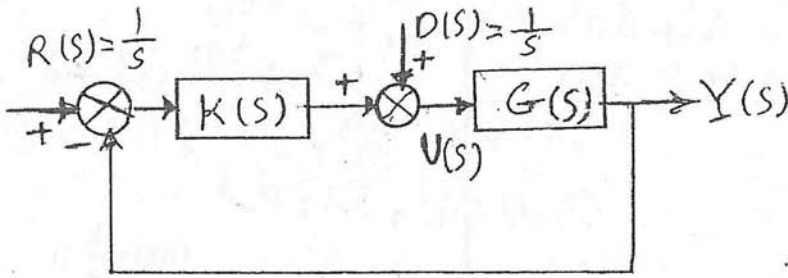 R(S)=1/S
D(S)=1/S
+
+
+
-
K(S)
G(S)
Y(S)
U(S)